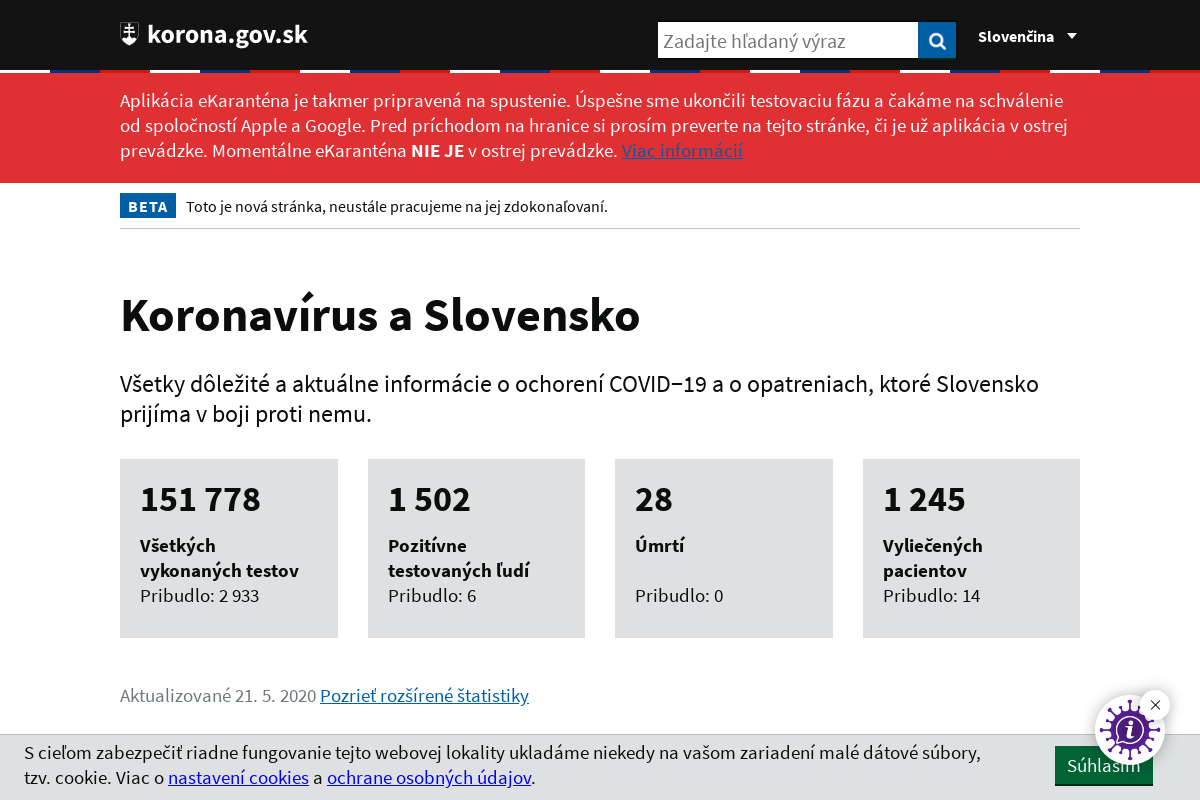 korona.gov.sk
Zadajte hľadaný výraz
Slovenčina
Aplikácia eKaranténa je takmer pripravená na spustenie. Úspešne sme ukončili testovaciu fázu a čakáme na schválenie
od spoločností Apple a Google. Pred príchodom na hranice si prosím preverte na tejto stránke, či je už aplikácia v ostrej
prevádzke. Momentálne eKaranténa NIE JE v ostrej prevádzke. Viac informácií
BETA Toto je nová stránka, neustále pracujeme na jej zdokonaľovaní.
Koronavírus a Slovensko
Všetky dôležité a aktuálne informácie o ochorení COVID−19 a o opatreniach, ktoré Slovensko
prijíma v boji proti nemu.
151 778
Všetkých
vykonaných testov
Pribudlo: 2 933
1 502
Pozitívne
testovaných ľudí
Pribudlo: 6
28
Úmrtí
Pribudlo: 0
1 245
Vyliečených
pacientov
Pribudlo: 14
Aktualizované 21. 5. 2020 Pozrieť rozšírené štatistiky
S cieľom zabezpečiť riadne fungovanie tejto webovej lokality ukladáme niekedy na vašom zariadení malé dátové súbory,
tzv. cookie. Viac o nastavení cookies a ochrane osobných údajov.
Súhlasím